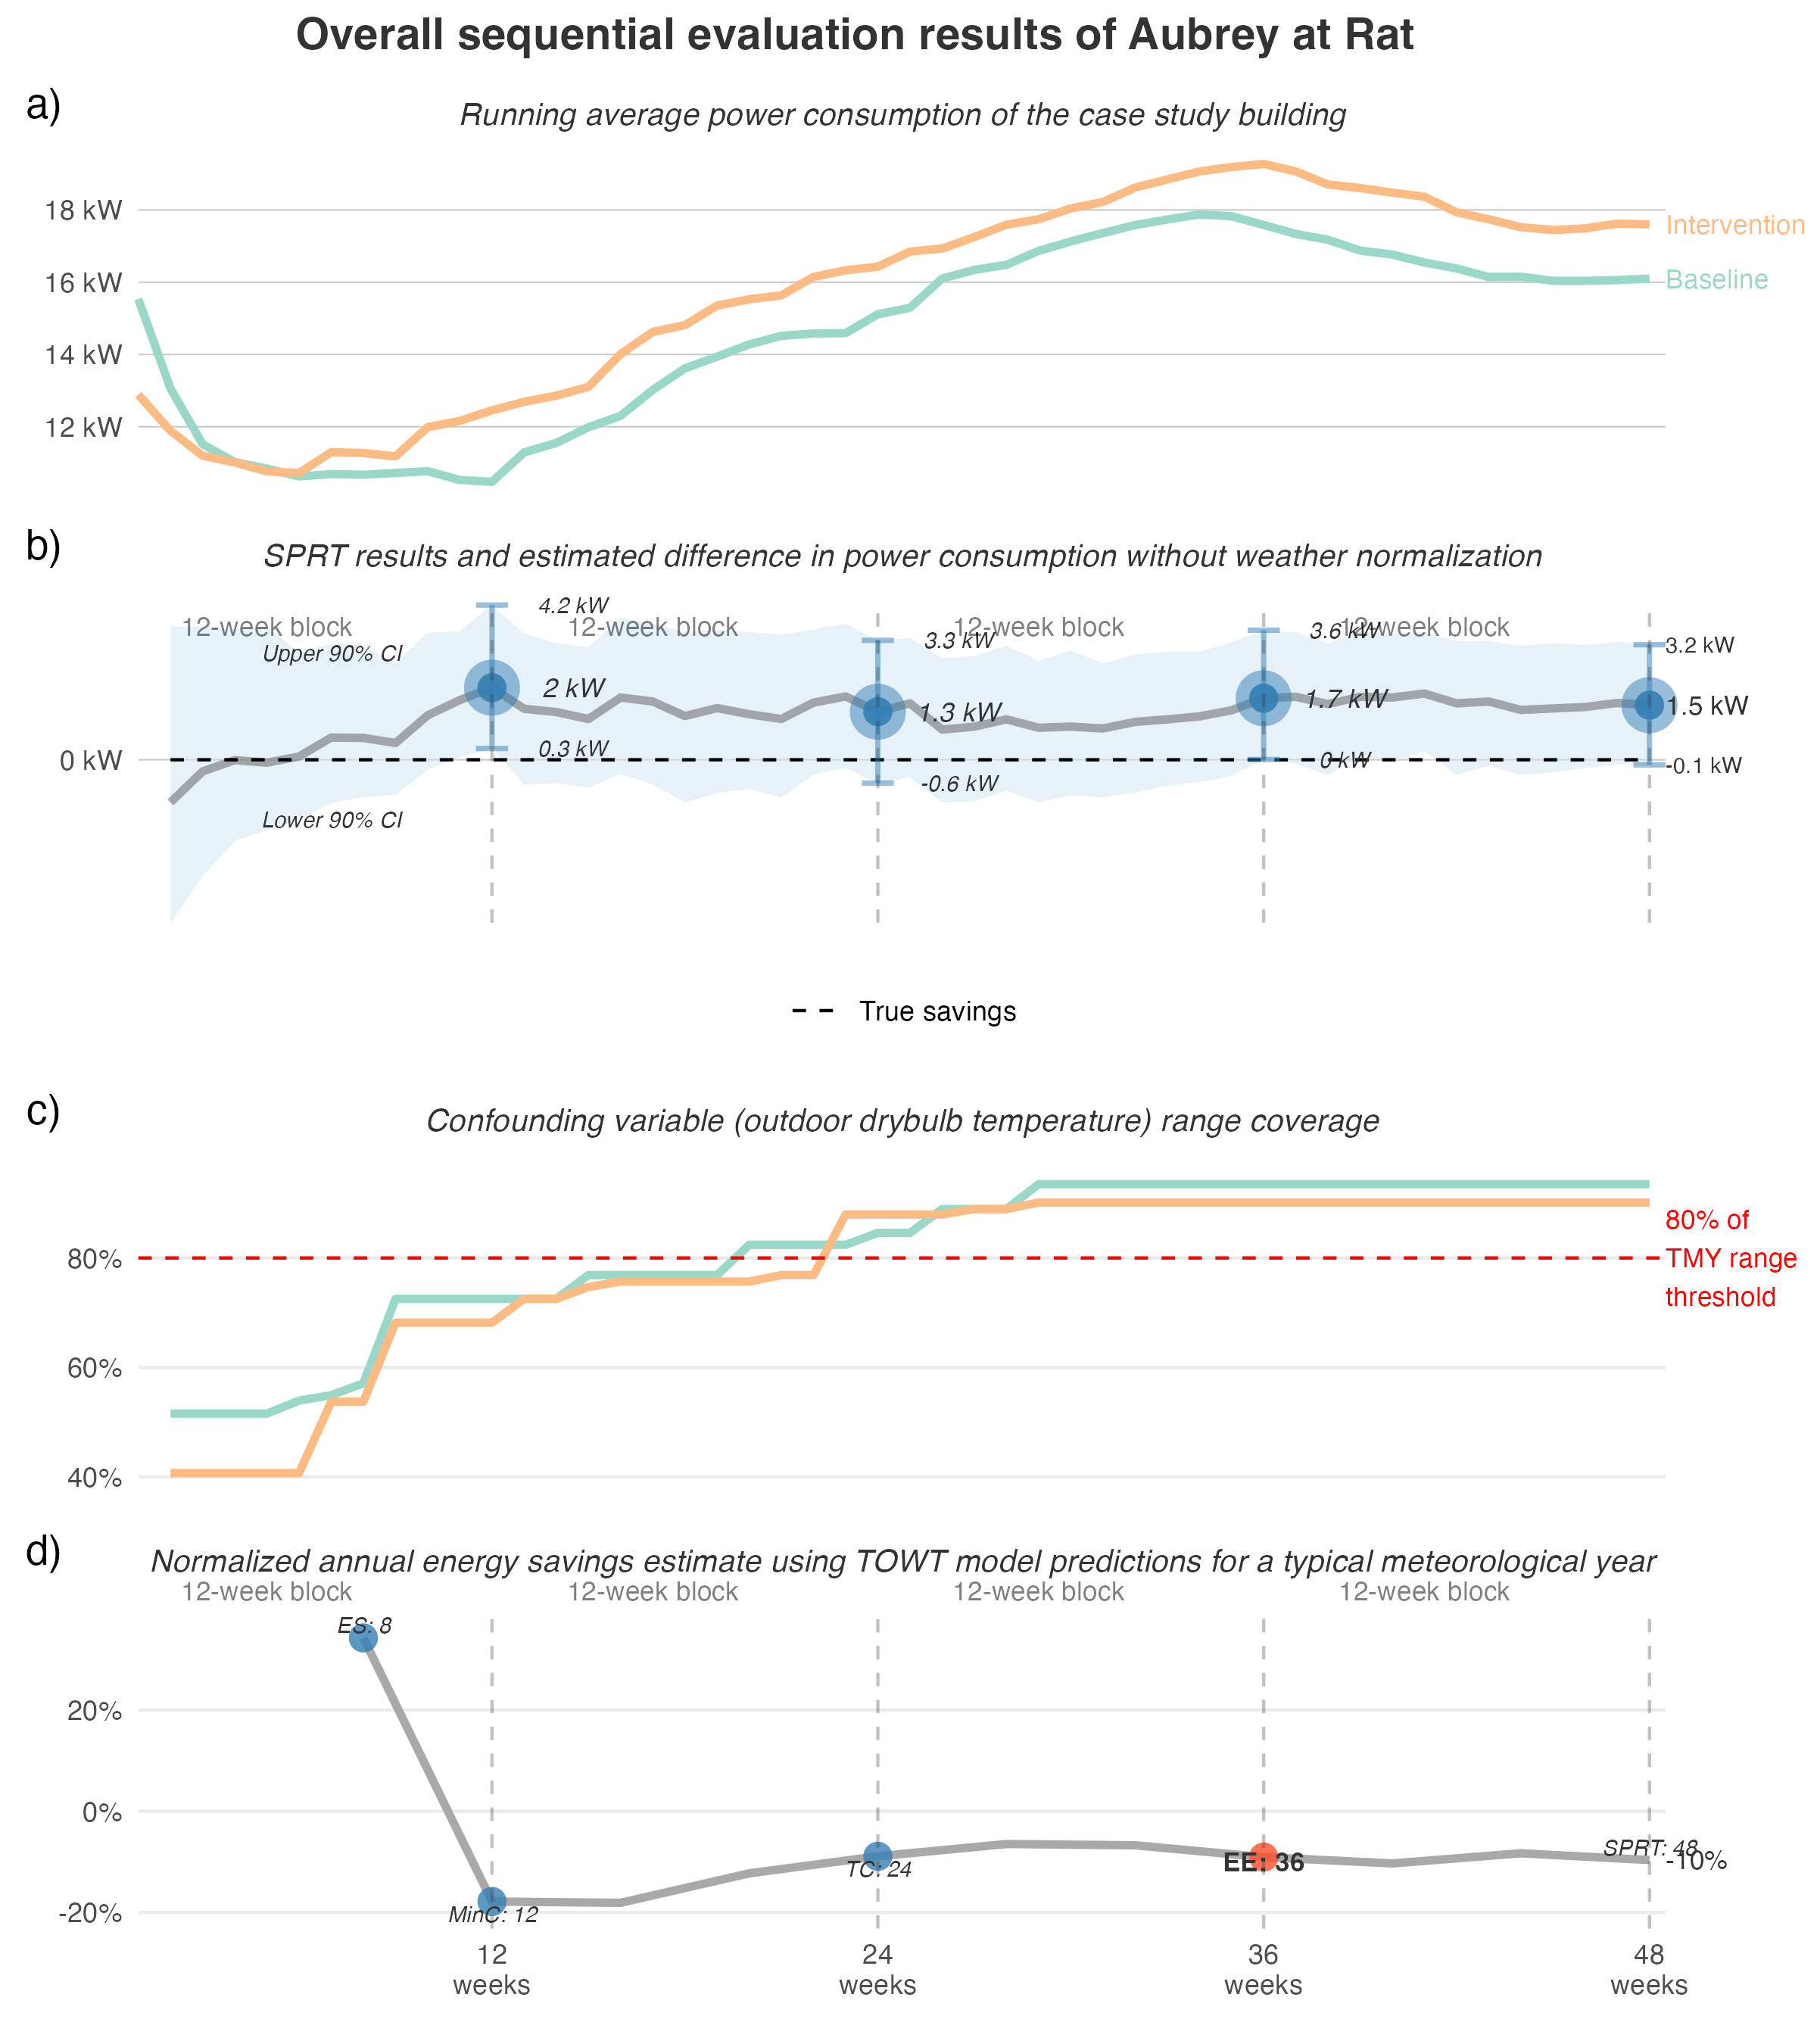 Overall sequential evaluation results of Aubrey at Rat
a)
Running average power consumption of the case study building
18 kW
16 kW
14 kW
12 kW
Intervention
Baseline
b)
SPRT results and estimated difference in power consumption without weather normalization
12-week block
12-week block
12-week block
12-week block
4.2 kW
3.3 kW
3.6 kW
3.2 kW
Upper 90% CI
2 kW
1.3 kW
1.7 kW
1.5 kW
0 kW
0.3 kW
-0.6 kW
0 kW
-0.1 kW
Lower 90% CI
True savings
c)
Confounding variable (outdoor drybulb temperature) range coverage
80%
60%
40%
80% of
TMY range
threshold
d)
Normalized annual energy savings estimate using TOWT model predictions for a typical meteorological year
12-week block
12-week block
12-week block
12-week block
ES: 8
20%
0%
-20%
MinC: 12
TC: 24
EE: 36
SPRT: 48
-10%
12
weeks
24
weeks
36
weeks
48
weeks